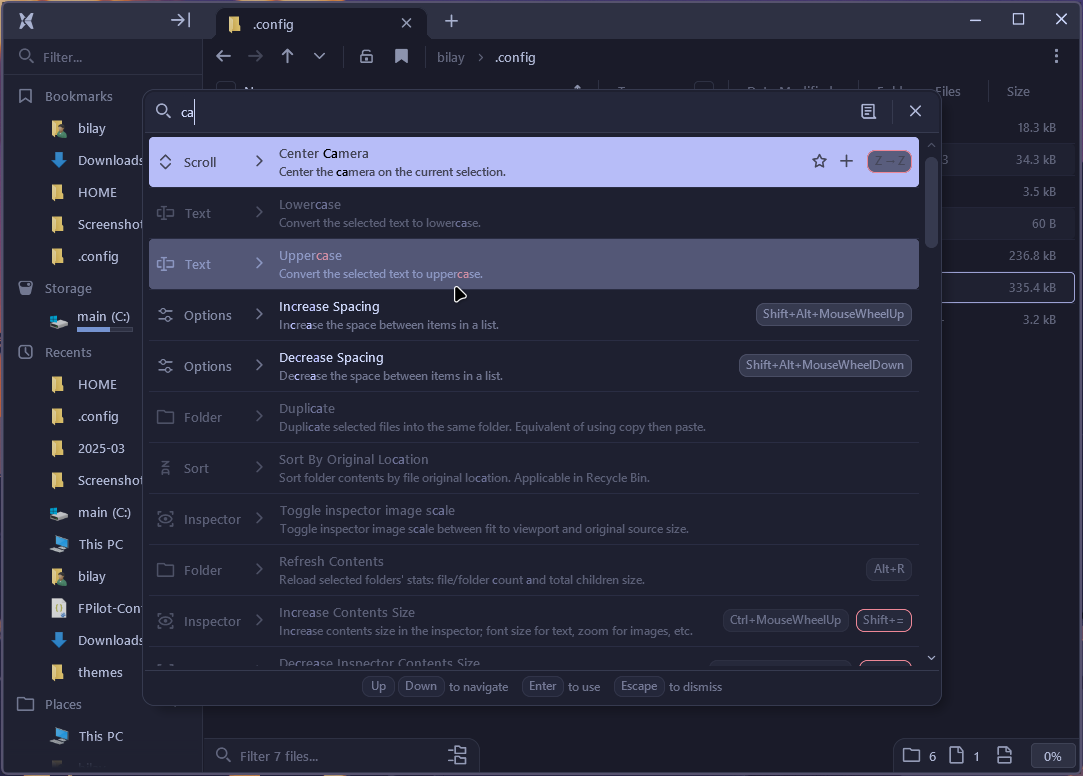 .config
Filter...
bilay
.config
Bookmarks
bilay
Downloads
HOME
Screenshot
.config
Storage
main (C:)
Recents
HOME
.config
2025-03
Screenshot
main (C:)
This PC
bilay
FPilot-Con
Downloads
themes
Places
This PC
Files
Size
18.3 kB
3
34.3 kB
3.5 kB
60 B
236.8 kB
335.4 kB
3.2 kB
ca
Scroll
Center Camera
Center the camera on the current selection.
Z → Z
Text
Lowercase
Convert the selected text to lowercase.
Text
Uppercase
Convert the selected text to uppercase.
Options
Increase Spacing
Increase the space between items in a list.
Shift+Alt+MouseWheelUp
Options
Decrease Spacing
Decrease the space between items in a list.
Shift+Alt+MouseWheelDown
Folder
Duplicate
Duplicate selected files into the same folder. Equivalent of using copy then paste.
Sort
Sort By Original Location
Sort folder contents by file original location. Applicable in Recycle Bin.
Inspector
Toggle inspector image scale
Toggle inspector image scale between fit to viewport and original source size.
Folder
Refresh Contents
Reload selected folders' stats: file/folder count and total children size.
Alt+R
Inspector
Increase Contents Size
Increase contents size in the inspector; font size for text, zoom for images, etc.
Ctrl+MouseWheelUp
Shift+=
Decrease Inspector Contents Size
Up Down to navigate Enter to use Escape to dismiss
Filter 7 files...
6
1
0%